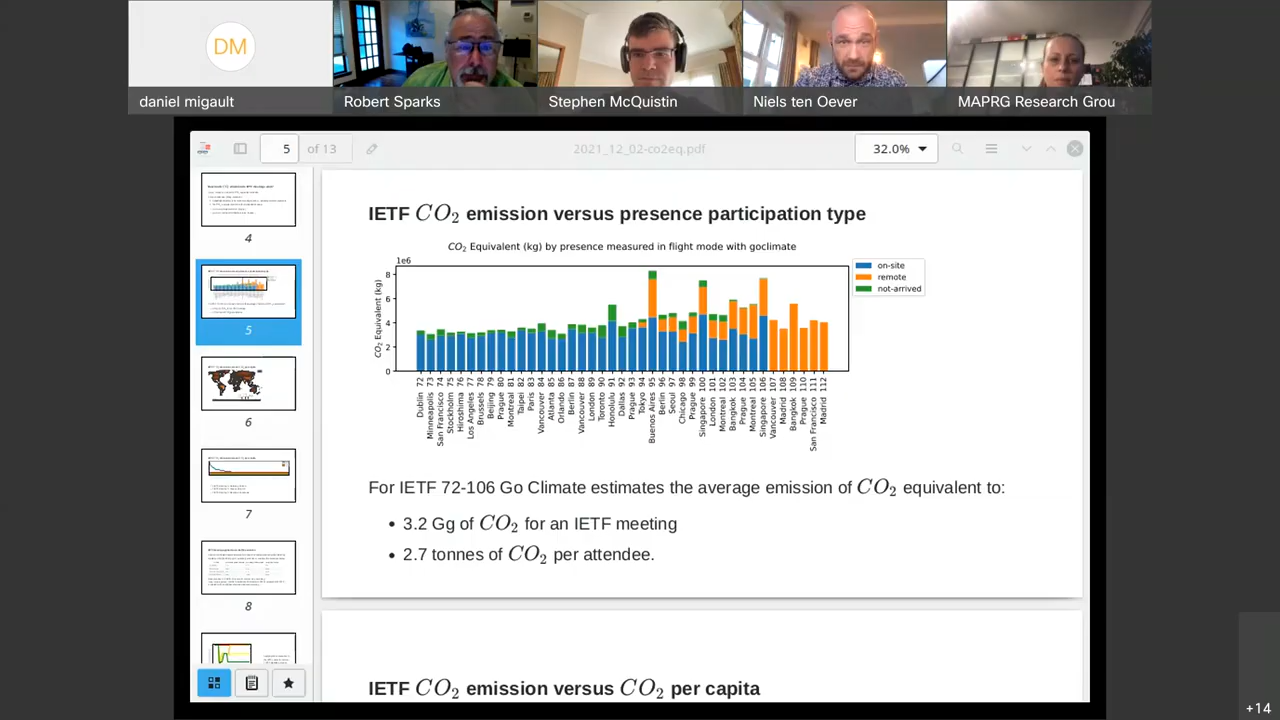 DM
daniel migault
Robert Sparks
Stephen McQuistin
Niels ten Oever
MAPRG Research Grou
5 of 13
2021_12_02-co2eq.pdf
32.0%
4
5
6
7
8
IETF CO2 emission versus presence participation type
CO2 Equivalent (kg) by presence measured in flight mode with goclimate
1e6
8
6
4
2
0
CO2 Equivalent (kg)
on-site
remote
not-arrived
Dublin 72
Minneapolis 73
San Francisco 74
Stockholm 75
Hiroshima 76
Los Angeles 77
Brussels 78
Beijing 79
Prague 80
Montreal 81
Taipei 82
Paris 83
Vancouver 84
Atlanta 85
Orlando 86
Berlin 87
Vancouver 88
London 89
Toronto 90
Honolulu 91
Dallas 92
Prague 93
Tokyo 94
Buenos Aires 95
Berlin 96
Seoul 97
Chicago 98
Prague 99
Singapore 100
London 101
Montreal 102
Bangkok 103
Prague 104
Montreal 105
Singapore 106
Vancouver 107
Madrid 108
Bangkok 109
Prague 110
San Francisco 111
Madrid 112
For IETF 72-106 Go Climate estimates the average emission of CO2 equivalent to:
• 3.2 Gg of CO2 for an IETF meeting
• 2.7 tonnes of CO2 per attendee.
IETF CO2 emission versus CO2 per capita
+14